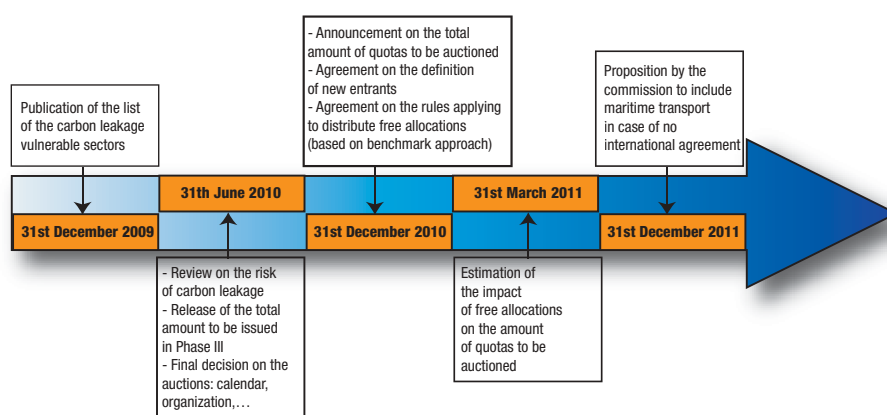 Publication of the list
of the carbon leakage
vulnerable sectors
31st December 2009
31th June 2010
- Review on the risk
of carbon leakage
- Release of the total
amount to be issued
in Phase III
- Final decision on the
auctions: calendar,
organization,…
- Announcement on the total
amount of quotas to be auctioned
- Agreement on the definition
of new entrants
- Agreement on the rules applying
to distribute free allocations
(based on benchmark approach)
31st December 2010
31st March 2011
Estimation of
the impact
of free allocations
on the amount
of quotas to be
auctioned
Proposition by the
commission to include
maritime transport
in case of no
international agreement
31st December 2011